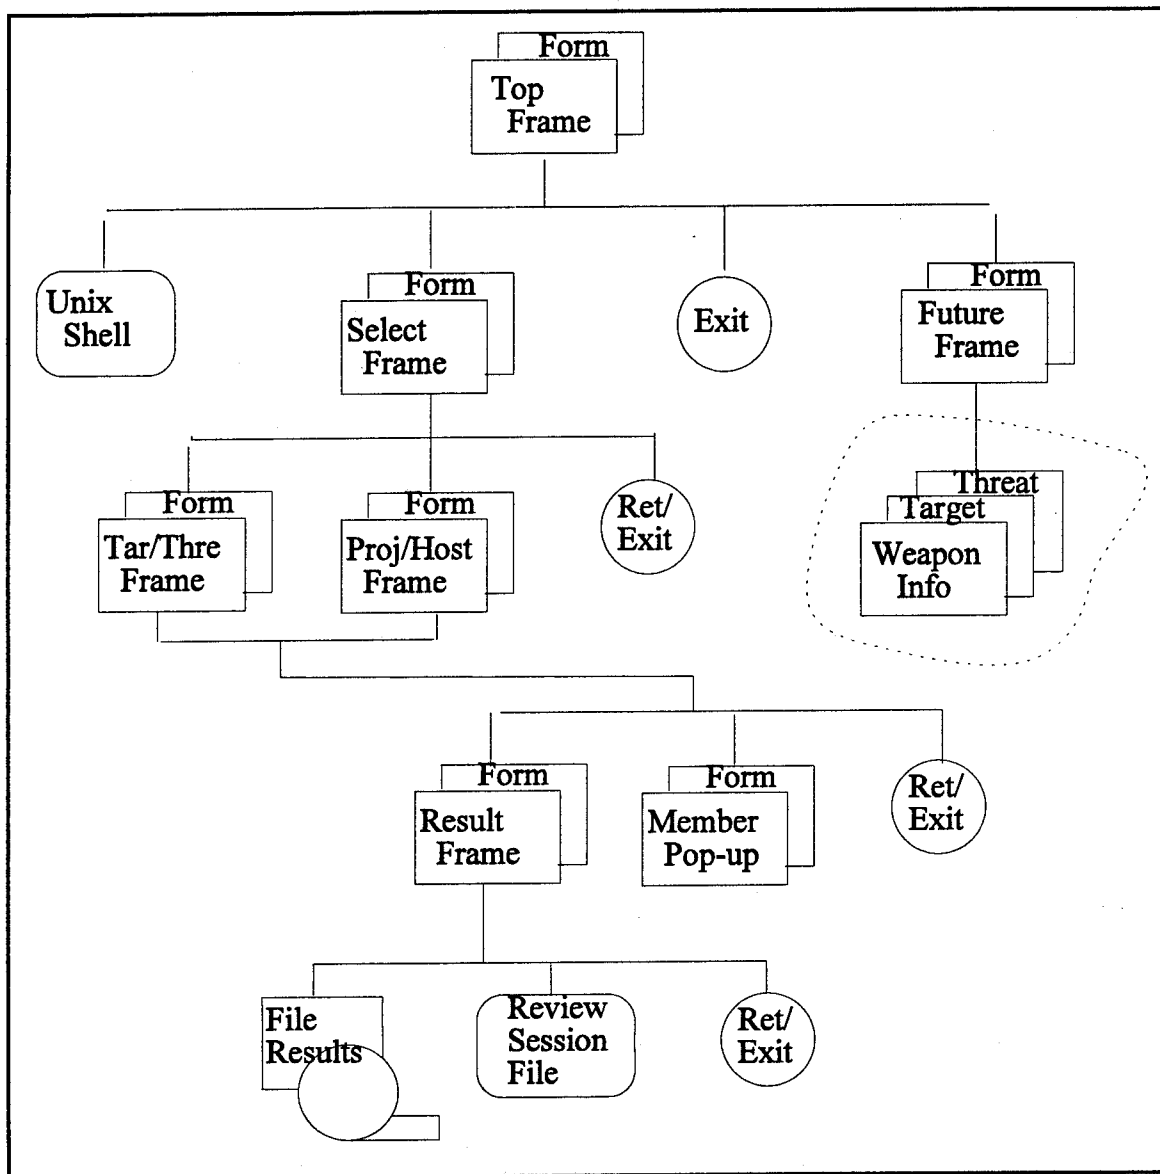 Form
Top
Frame
Unix
Shell
Form
Select
Frame
Exit
Form
Future
Frame
Form
Tar/Thre
Frame
Form
Proj/Host
Frame
Ret/
Exit
Threat
Target
Weapon
Info
Form
Result
Frame
Form
Member
Pop-up
Ret/
Exit
File
Results
Review
Session
File
Ret/
Exit